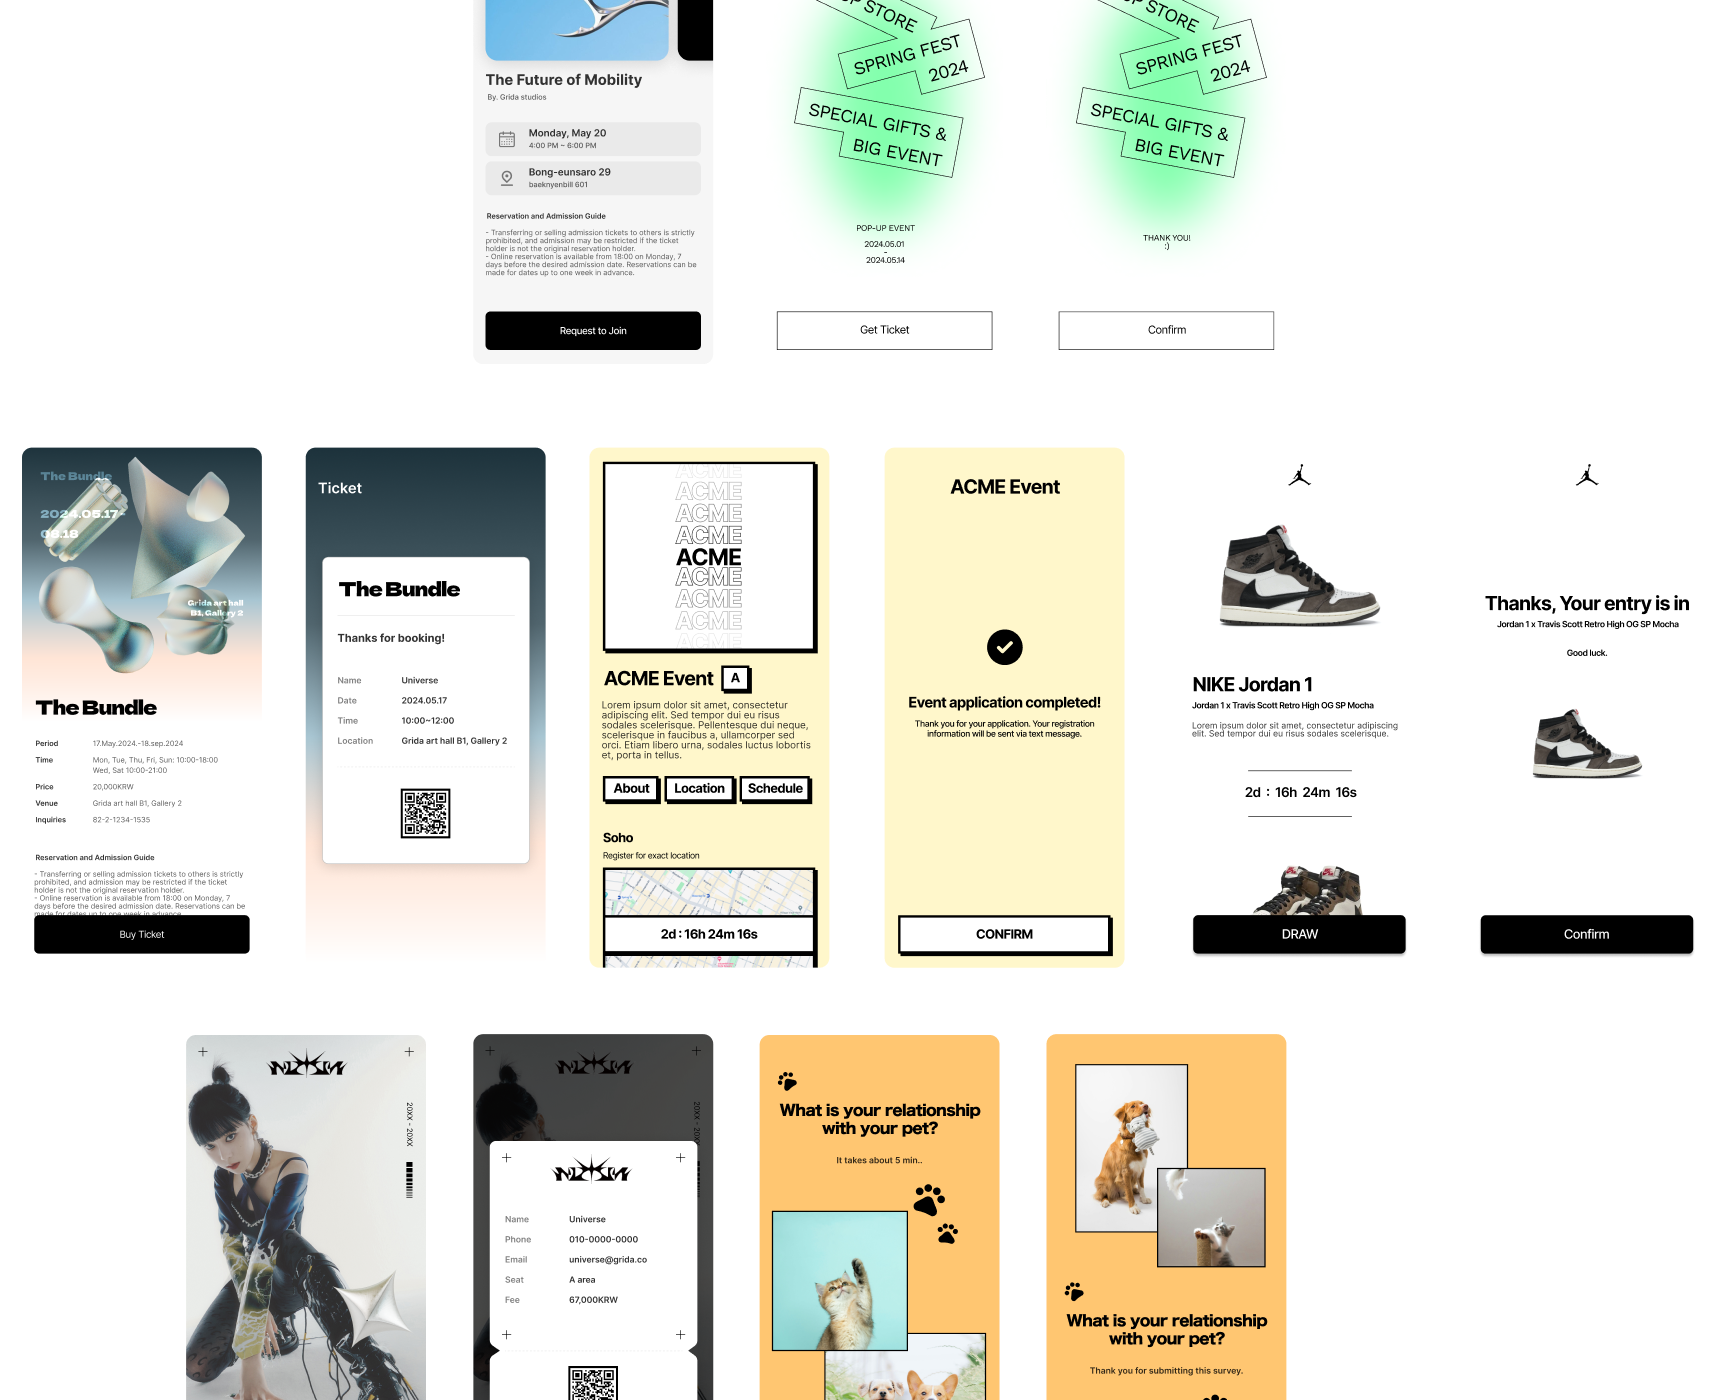 The Future of Mobility
By. Grida studios
Monday, May 20
4:00 PM ~ 6:00 PM
Bong-eunsaro 29
baeknyenbill 601
Reservation and Admission Guide
- Transferring or selling admission tickets to others is strictly
prohibited, and admission may be restricted if the ticket
holder is not the original reservation holder.
- Online reservation is available from 18:00 on Monday, 7
days before the desired admission date. Reservations can be
made for dates up to one week in advance.
Request to Join
STORE
SPRING FEST
2024
SPECIAL GIFTS &
BIG EVENT
POP-UP EVENT
2024.05.01
-
2024.05.14
Get Ticket
STORE
SPRING FEST
2024
SPECIAL GIFTS &
BIG EVENT
THANK YOU!
:)
Confirm
The Bundle
2024.05.17-
08.18
Grida art hall
B1, Gallery 2
The Bundle
Period 17.May.2024.-18.sep.2024
Time Mon, Tue, Thu, Fri, Sun: 10:00-18:00
Wed, Sat 10:00-21:00
Price 20,000KRW
Venue Grida art hall B1, Gallery 2
Inquiries 82-2-1234-1535
Reservation and Admission Guide
- Transferring or selling admission tickets to others is strictly
prohibited, and admission may be restricted if the ticket
holder is not the original reservation holder.
- Online reservation is available from 18:00 on Monday, 7
days before the desired admission date. Reservations can be
made for dates up to one week in advance.
Buy Ticket
Ticket
The Bundle
Thanks for booking!
Name Universe
Date 2024.05.17
Time 10:00~12:00
Location Grida art hall B1, Gallery 2
ACME
ACME
ACME
ACME
ACME
ACME
ACME
ACME
ACME
ACME Event A
Lorem ipsum dolor sit amet, consectetur
adipiscing elit. Sed tempor dui eu risus
sodales scelerisque. Pellentesque dui neque,
scelerisque in faucibus a, ullamcorper sed
orci. Etiam libero urna, sodales luctus lobortis
et, porta in tellus.
About Location Schedule
Soho
Register for exact location
2d : 16h 24m 16s
ACME Event
Event application completed!
Thank you for your application. Your registration
information will be sent via text message.
CONFIRM
NIKE Jordan 1
Jordan 1 x Travis Scott Retro High OG SP Mocha
Lorem ipsum dolor sit amet, consectetur adipiscing
elit. Sed tempor dui eu risus sodales scelerisque.
2d : 16h 24m 16s
DRAW
Thanks, Your entry is in
Jordan 1 x Travis Scott Retro High OG SP Mocha
Good luck.
Confirm
20XX - 20XX
20XX - 20XX
Name Universe
Phone 010-0000-0000
Email universe@grida.co
Seat A area
Fee 67,000KRW
What is your relationship
with your pet?
It takes about 5 min..
What is your relationship
with your pet?
Thank you for submitting this survey.